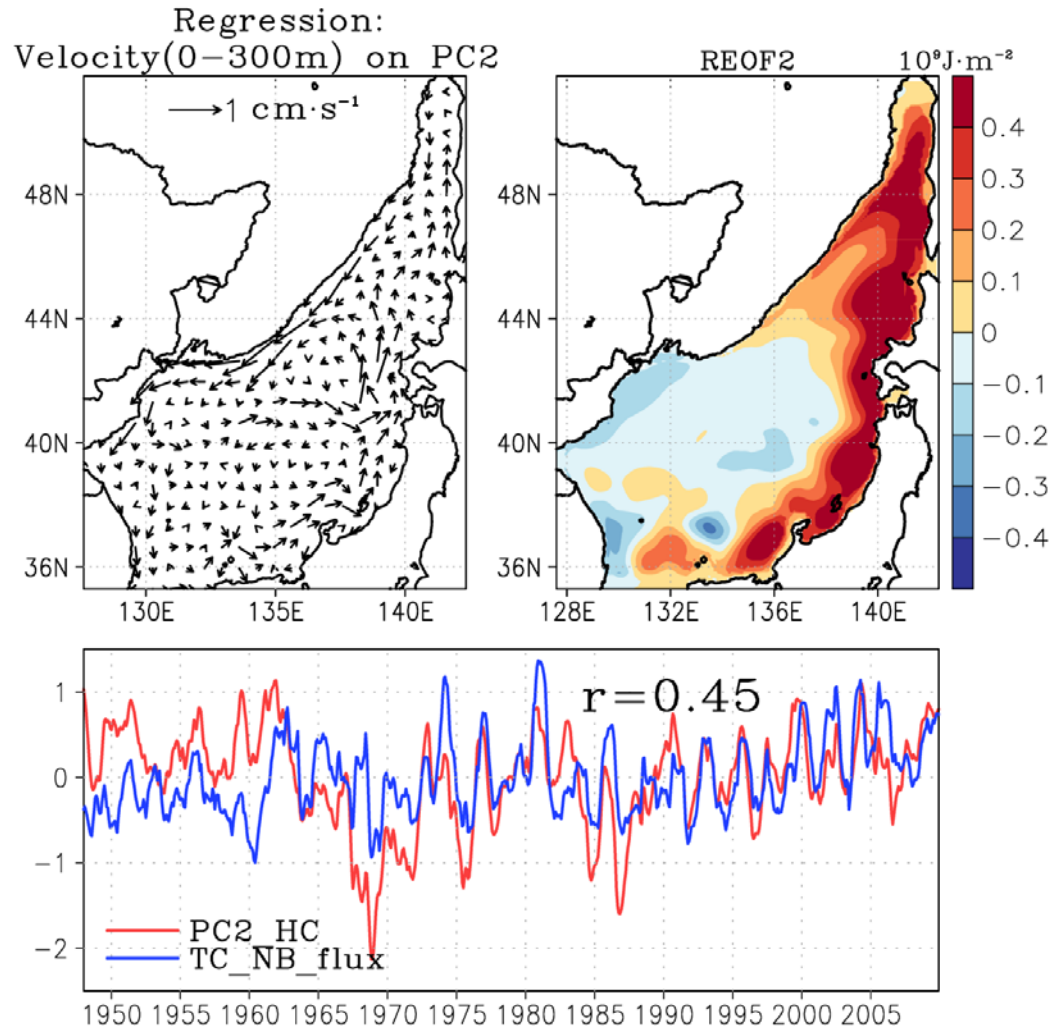 Regression:
Velocity(0−300m) on PC2
1 cm·s⁻¹
48N
44N
40N
36N
130E 135E 140E
REOF2
10⁹J·m⁻²
48N
44N
40N
36N
128E 132E 136E 140E
0.4
0.3
0.2
0.1
0
−0.1
−0.2
−0.3
−0.4
r=0.45
1
0
−1
−2
PC2_HC
TC_NB_flux
1950 1955 1960 1965 1970 1975 1980 1985 1990 1995 2000 2005